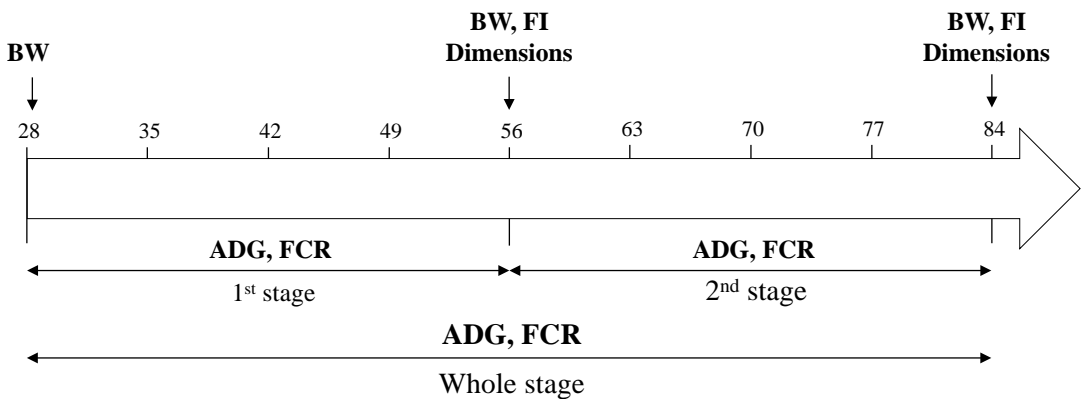 BW
BW, FI
Dimensions
BW, FI
Dimensions
28 35 42 49 56 63 70 77 84
ADG, FCR
1st stage
ADG, FCR
2nd stage
ADG, FCR
Whole stage